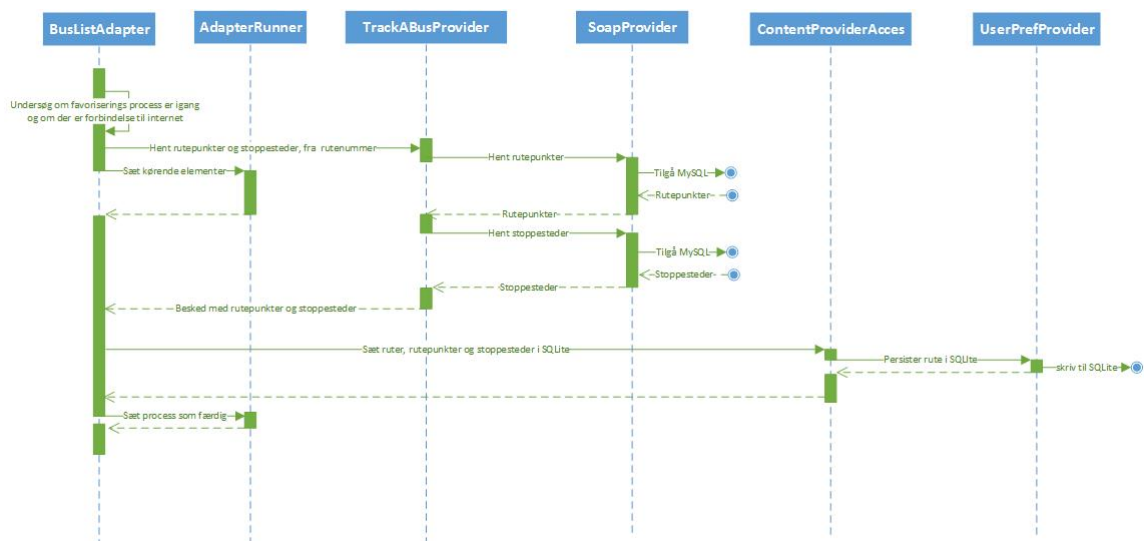 BusListAdapter
AdapterRunner
TrackABusProvider
SoapProvider
ContentProviderAcces
UserPrefProvider
Undersøg om favoriserings process er igang
og om der er forbindelse til internet
Hent rutepunkter og stoppesteder, fra rutenummer
Hent rutepunkter
Sæt kørende elementer
Tilgå MySQL
Rutepunkter
Rutepunkter
Hent stoppesteder
Tilgå MySQL
Stoppesteder
Stoppesteder
Besked med rutepunkter og stoppesteder
Sæt ruter, rutepunkter og stoppesteder i SQLite
Persister rute i SQLIte
skriv til SQLite
Sæt process som færdig